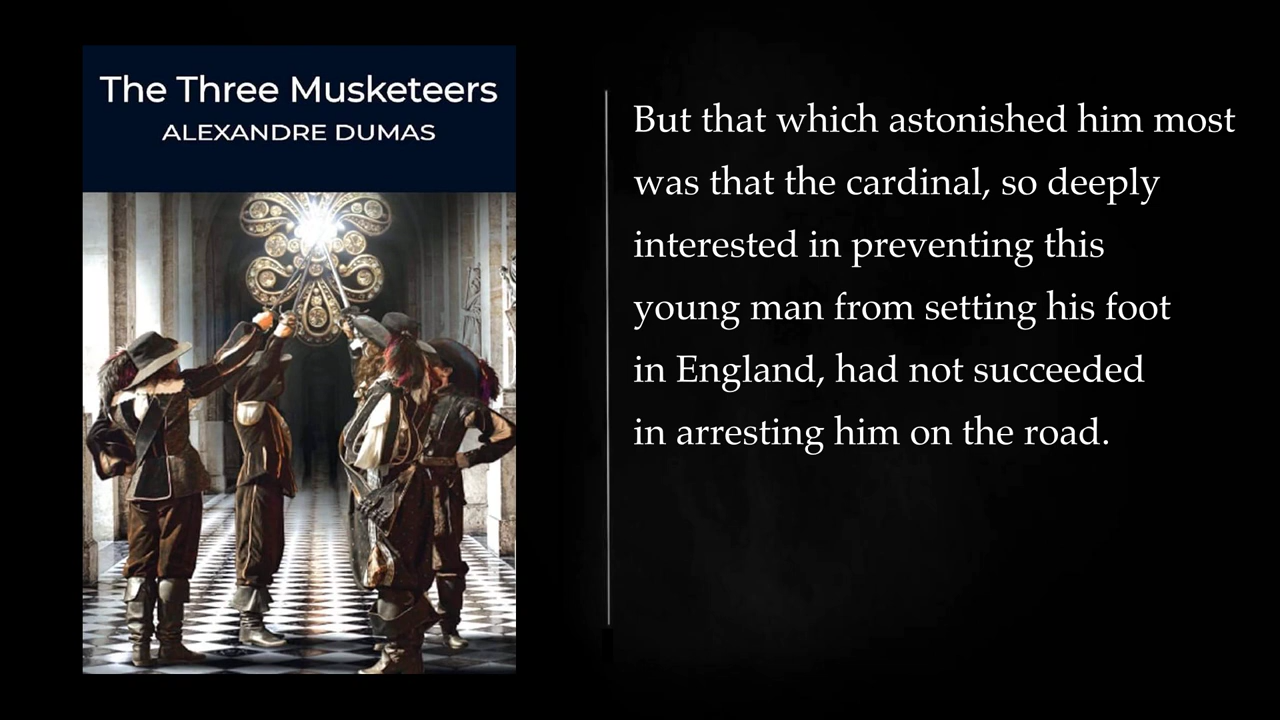 The Three Musketeers
ALEXANDRE DUMAS
But that which astonished him most
was that the cardinal, so deeply
interested in preventing this
young man from setting his foot
in England, had not succeeded
in arresting him on the road.